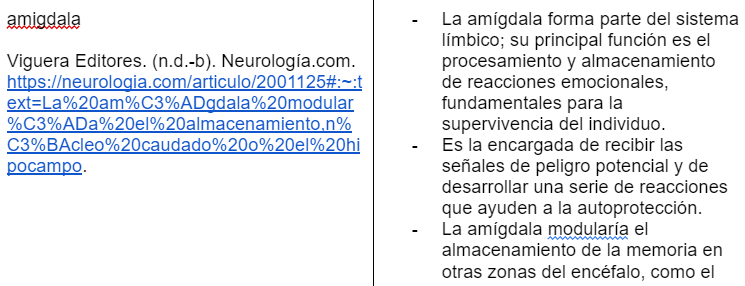 amigdala
Viguera Editores. (n.d.-b). Neurología.com.
https://neurologia.com/articulo/2001125#:~:t
ext=La%20am%C3%ADgdala%20modular
%C3%ADa%20el%20almacenamiento,n%
C3%BAcleo%20caudado%20o%20el%20hi
pocampo.
- La amígdala forma parte del sistema
límbico; su principal función es el
procesamiento y almacenamiento
de reacciones emocionales,
fundamentales para la
supervivencia del individuo.
- Es la encargada de recibir las
señales de peligro potencial y de
desarrollar una serie de reacciones
que ayuden a la autoprotección.
- La amígdala modularía el
almacenamiento de la memoria en
otras zonas del encéfalo, como el